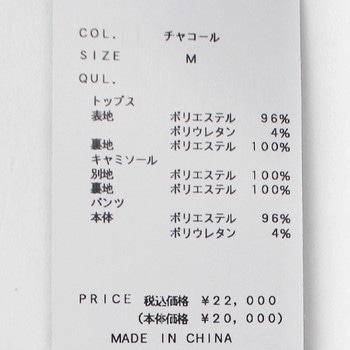 COL. チャコール
SIZE M
QUL.
トップス
表地 ポリエステル 96%
ポリウレタン 4%
裏地 ポリエステル 100%
キャミソール
別地 ポリエステル 100%
裏地 ポリエステル 100%
パンツ
本体 ポリエステル 96%
ポリウレタン 4%
PRICE 税込価格 ¥22,000
(本体価格 ¥20,000)
MADE IN CHINA